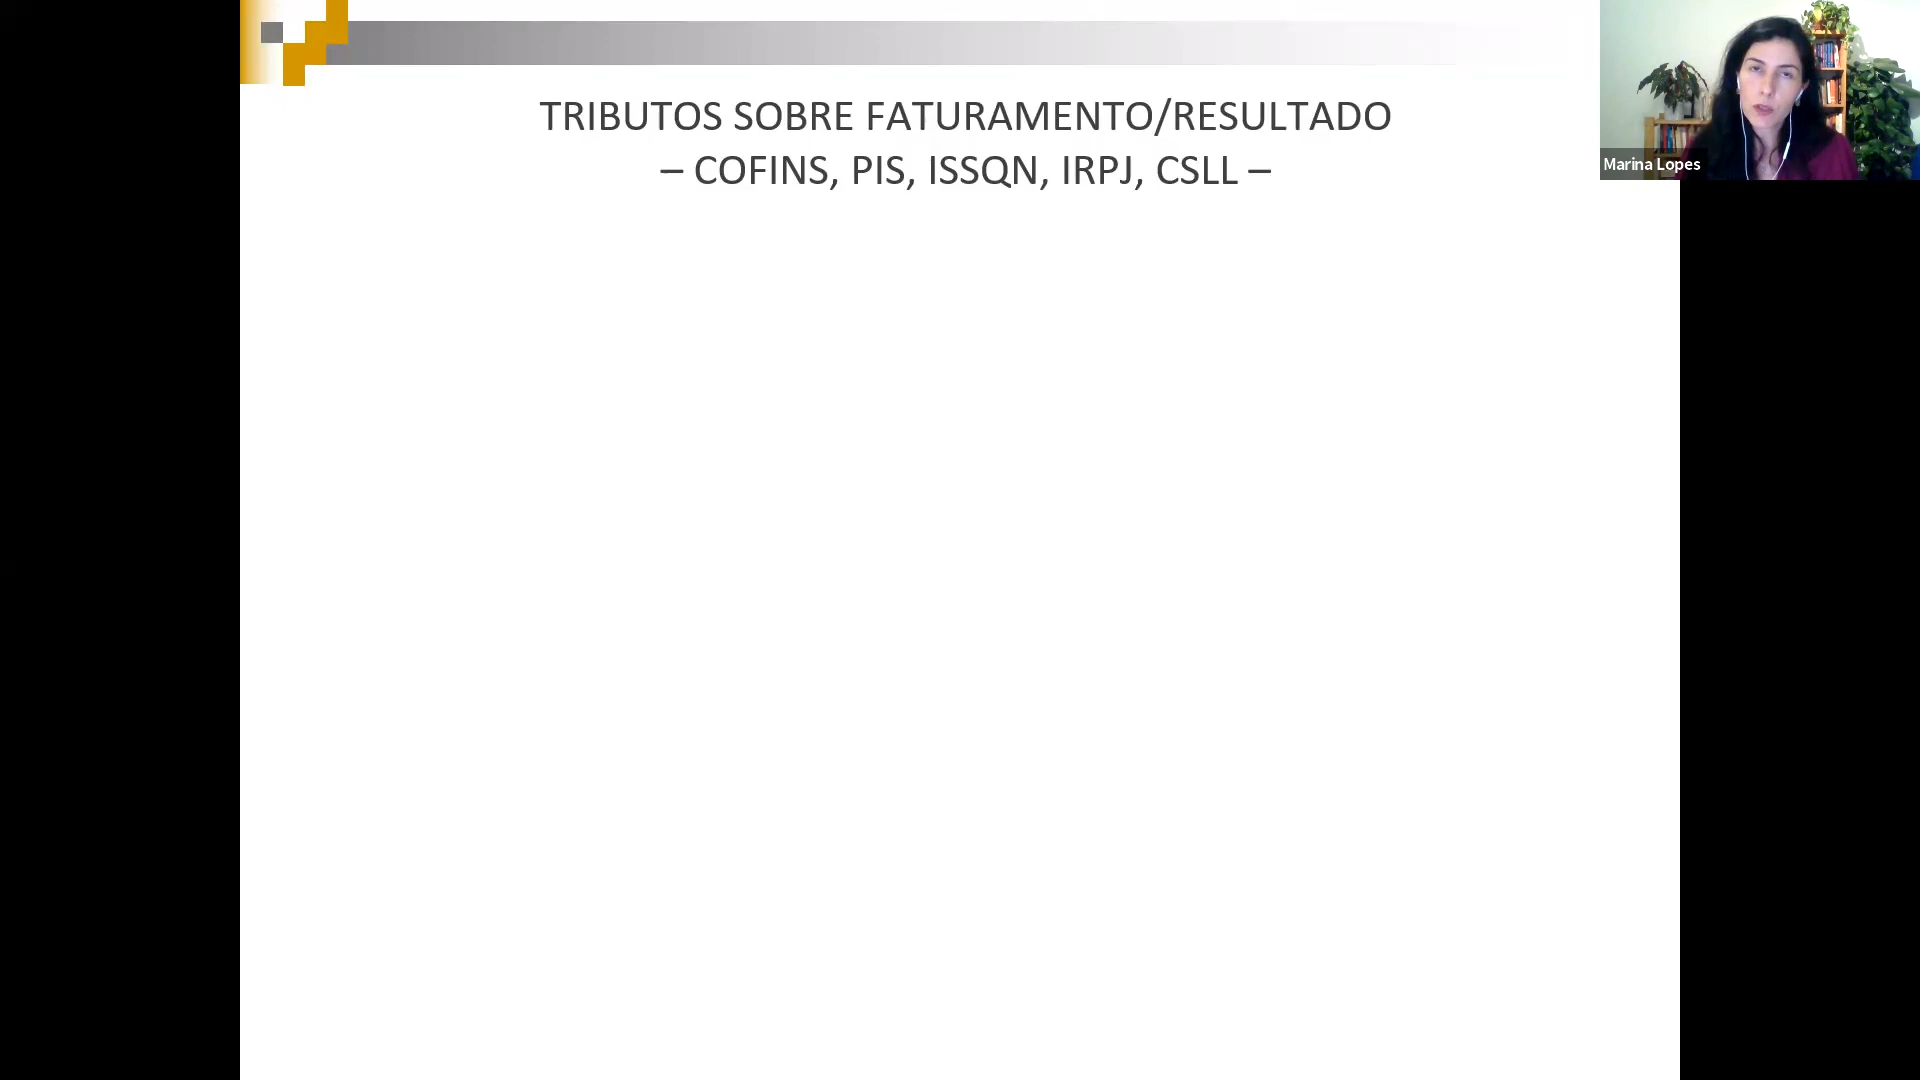 TRIBUTOS SOBRE FATURAMENTO/RESULTADO
– COFINS, PIS, ISSQN, IRPJ, CSLL –
Marina Lopes